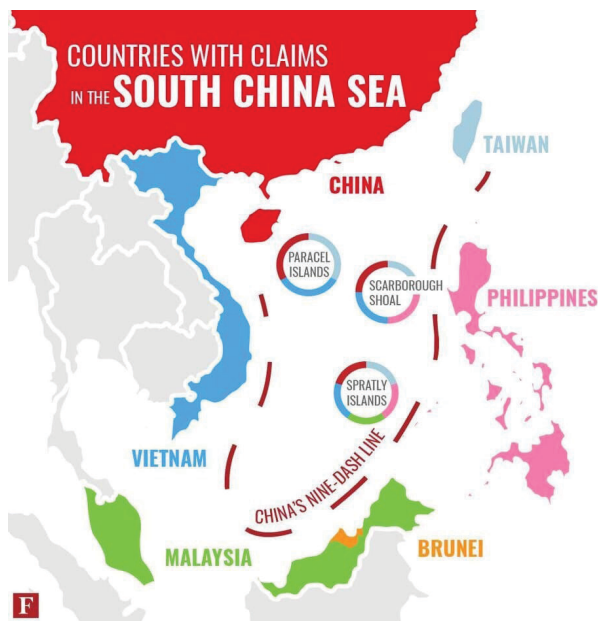 COUNTRIES WITH CLAIMS
IN THE SOUTH CHINA SEA
TAIWAN
CHINA
PARACEL
ISLANDS
SCARBOROUGH
SHOAL
PHILIPPINES
SPRATLY
ISLANDS
VIETNAM
CHINA'S NINE-DASH LINE
MALAYSIA
BRUNEI
F